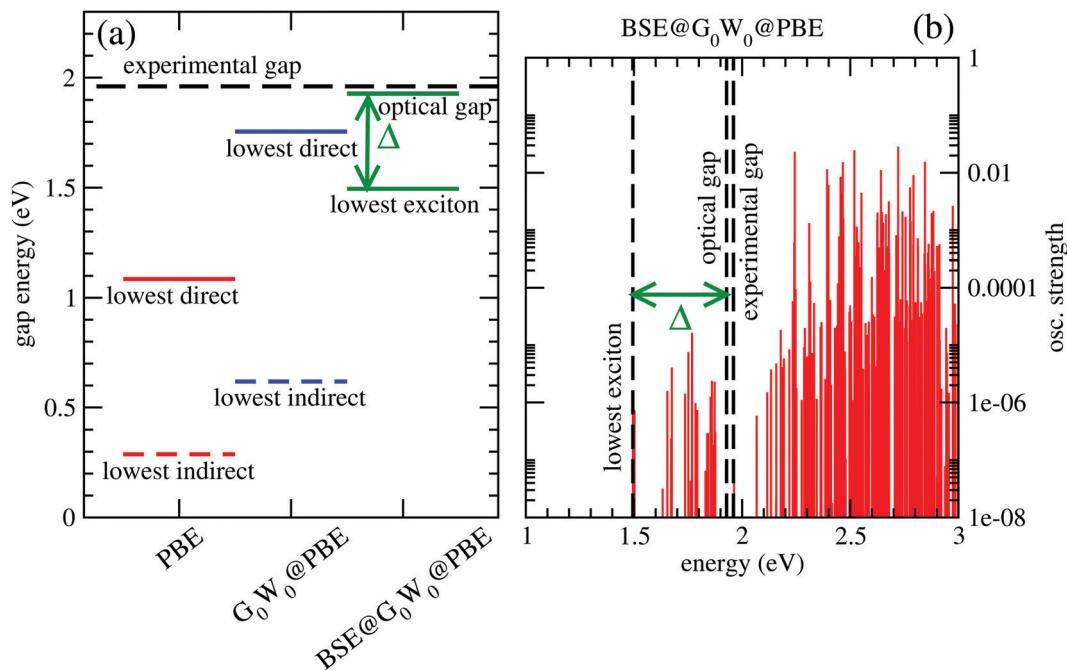 (a)
experimental gap
optical gap
lowest direct
Δ
lowest exciton
lowest direct
lowest indirect
lowest indirect
gap energy (eV)
2
1.5
1
0.5
0
PBE
G₀W₀@PBE
BSE@G₀W₀@PBE
BSE@G₀W₀@PBE
(b)
lowest exciton
Δ
optical gap
experimental gap
1
0.01
0.0001
1e-06
1e-08
osc. strength
1
1.5
2
2.5
3
energy (eV)